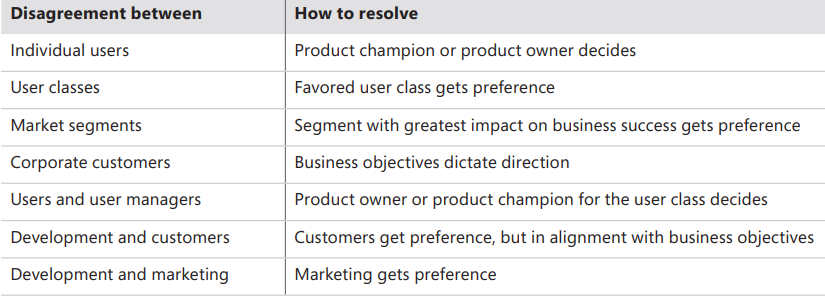 Disagreement between How to resolve
Individual users Product champion or product owner decides
User classes Favored user class gets preference
Market segments Segment with greatest impact on business success gets preference
Corporate customers Business objectives dictate direction
Users and user managers Product owner or product champion for the user class decides
Development and customers Customers get preference, but in alignment with business objectives
Development and marketing Marketing gets preference